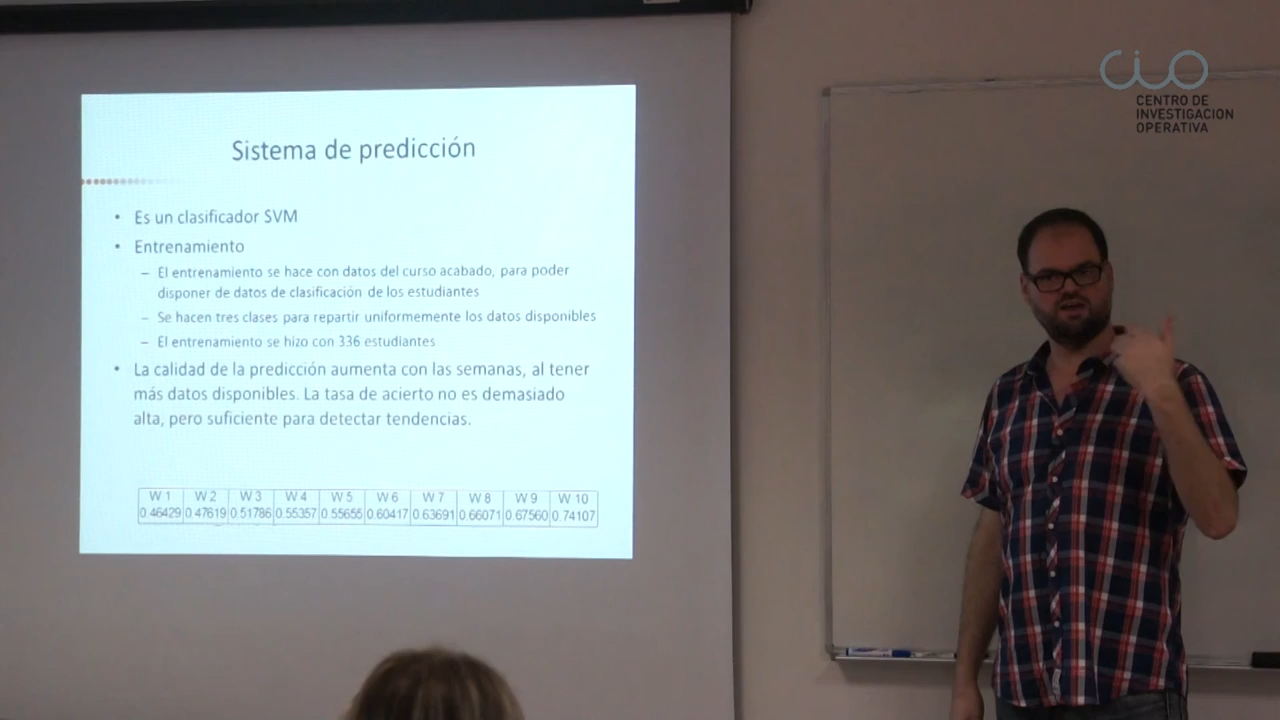 Sistema de predicción
• Es un clasificador SVM
• Entrenamiento
– El entrenamiento se hace con datos del curso acabado, para poder
disponer de datos de clasificación de los estudiantes
– Se hacen tres clases para repartir uniformemente los datos disponibles
– El entrenamiento se hizo con 336 estudiantes
• La calidad de la predicción aumenta con las semanas, al tener
más datos disponibles. La tasa de acierto no es demasiado
alta, pero suficiente para detectar tendencias.
W 1 W 2 W 3 W 4 W 5 W 6 W 7 W 8 W 9 W 10
0.46429 0.47619 0.51786 0.55357 0.55655 0.60417 0.63691 0.66071 0.67560 0.74107
CIO
CENTRO DE
INVESTIGACION
OPERATIVA